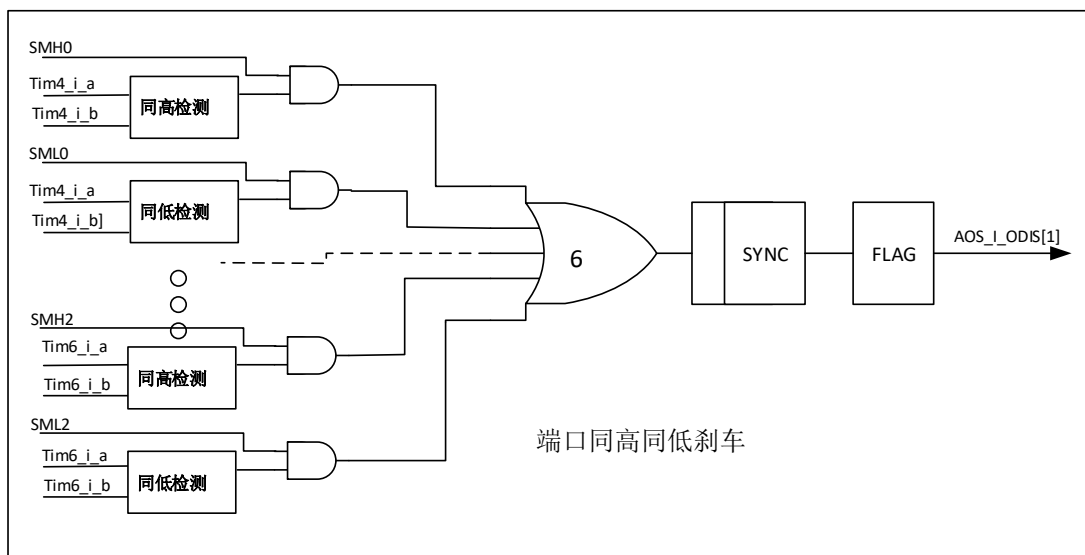 SMH0
Tim4_i_a
Tim4_i_b
同高检测
SML0
Tim4_i_a
Tim4_i_b]
同低检测
SMH2
Tim6_i_a
Tim6_i_b
同高检测
SML2
Tim6_i_a
Tim6_i_b
同低检测
6
SYNC
FLAG
AOS_I_ODIS[1]
端口同高同低刹车